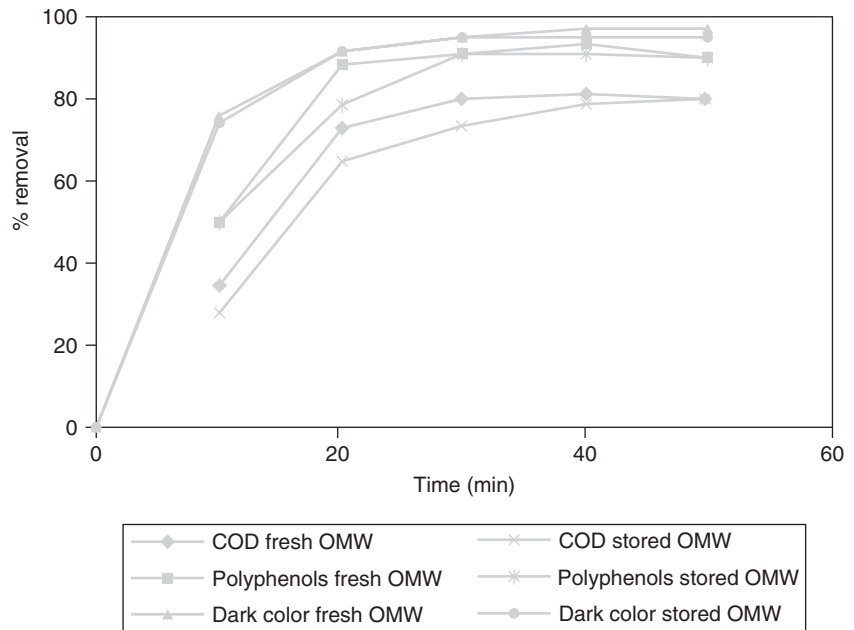 100
80
60
40
20
0
% removal
0
20
40
60
Time (min)
COD fresh OMW
COD stored OMW
Polyphenols fresh OMW
Polyphenols stored OMW
Dark color fresh OMW
Dark color stored OMW